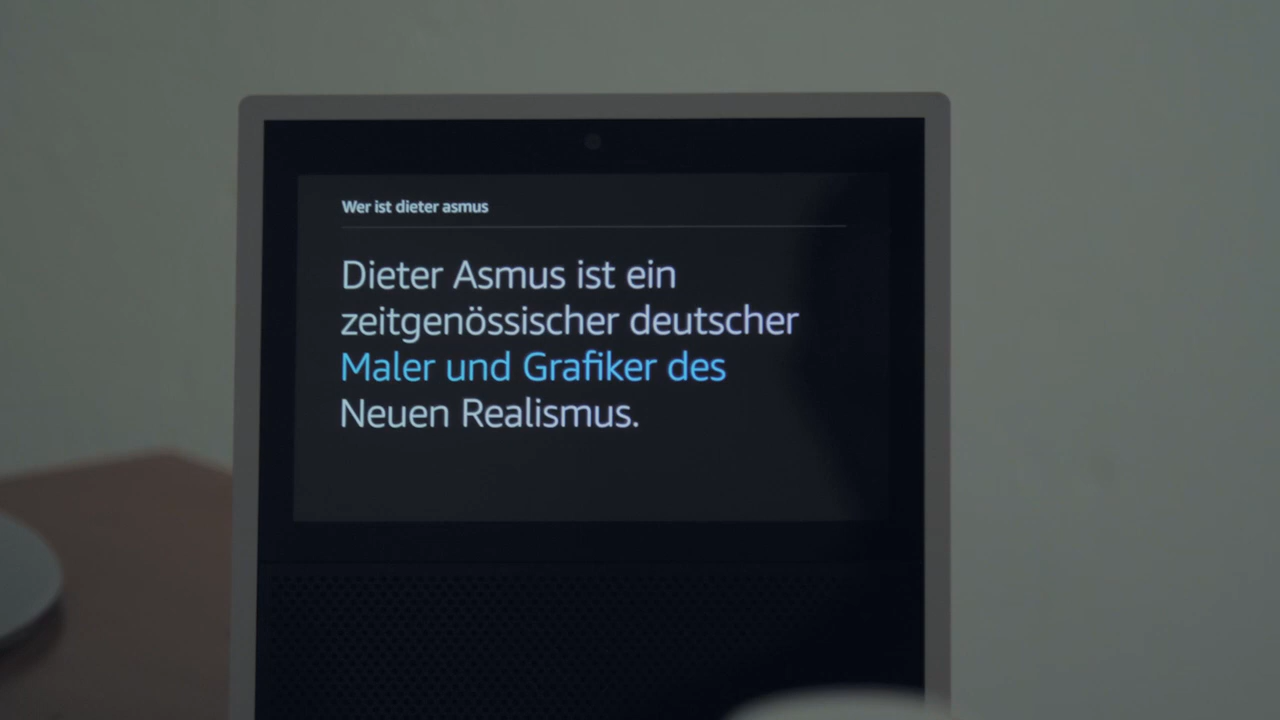 Wer ist dieter asmus
Dieter Asmus ist ein
zeitgenössischer deutscher
Maler und Grafiker des
Neuen Realismus.